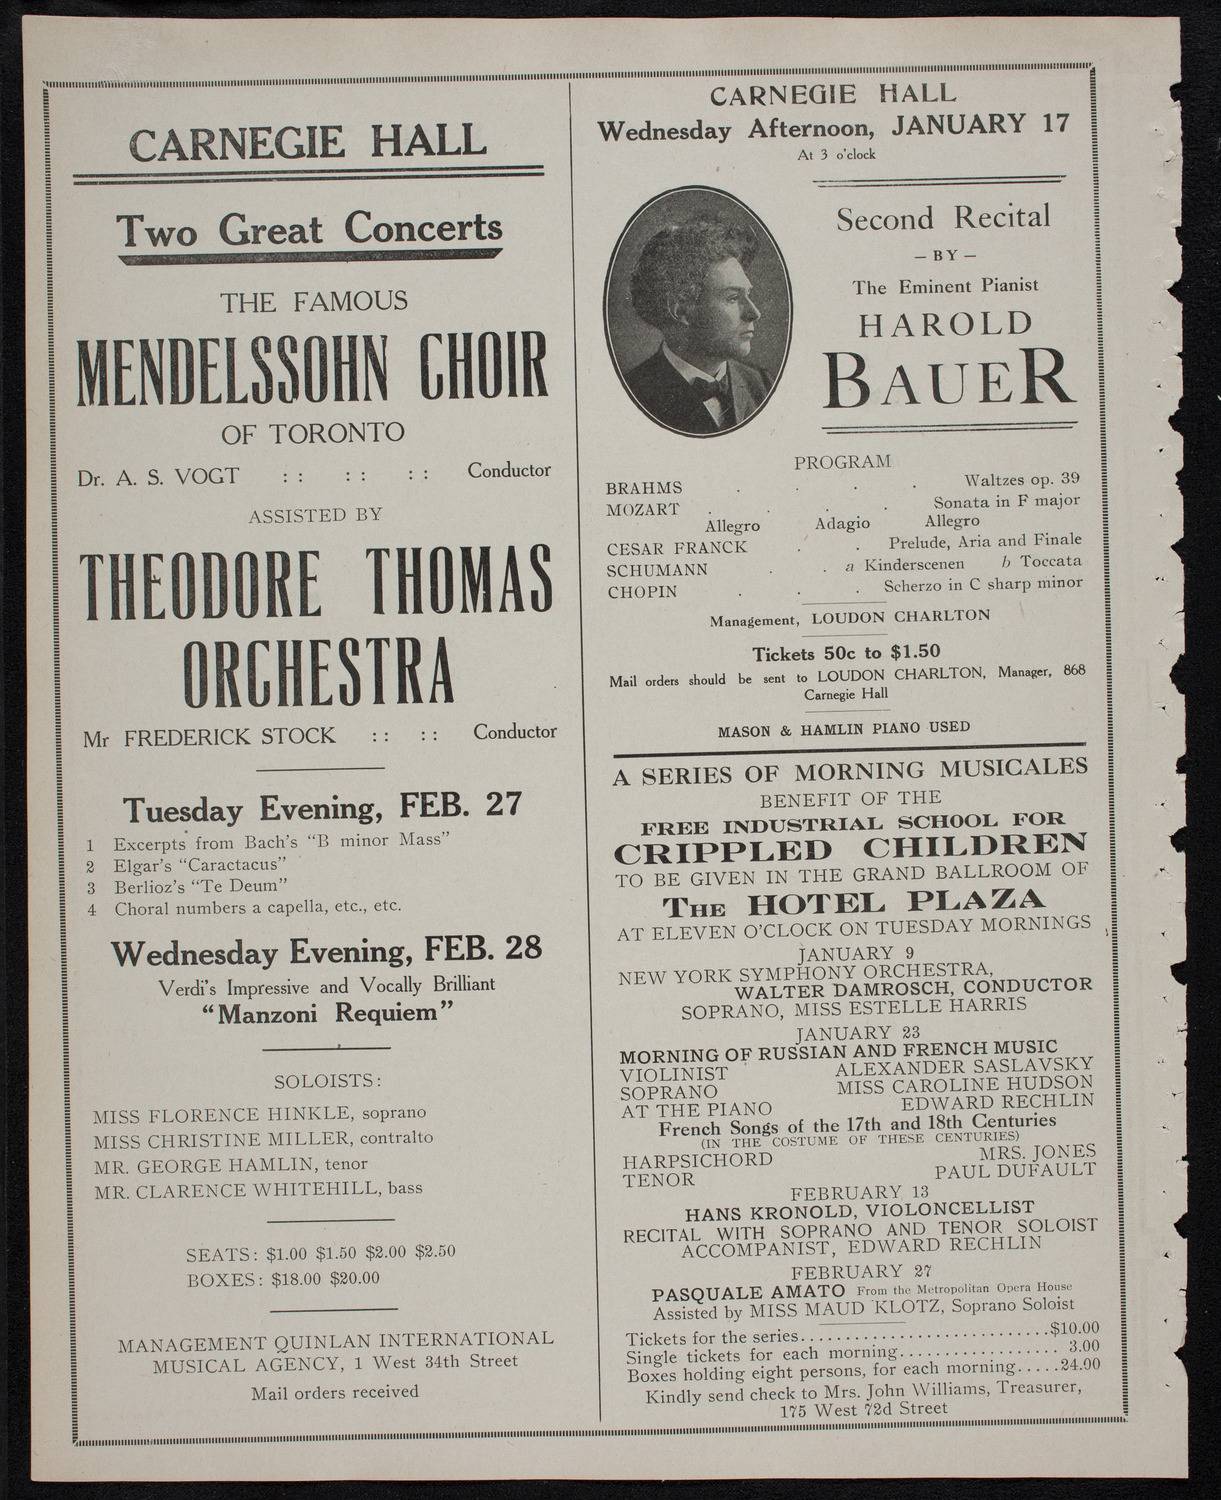 CARNEGIE HALL
Two Great Concerts
THE FAMOUS
MENDELSSOHN CHOIR
OF TORONTO
Dr. A. S. VOGT :: :: :: Conductor
ASSISTED BY
THEODORE THOMAS
ORCHESTRA
Mr FREDERICK STOCK :: :: Conductor
Tuesday Evening, FEB. 27
1 Excerpts from Bach's "B minor Mass"
2 Elgar's "Caractacus"
3 Berlioz's "Te Deum"
4 Choral numbers a capella, etc., etc.
Wednesday Evening, FEB. 28
Verdi's Impressive and Vocally Brilliant
"Manzoni Requiem"
SOLOISTS:
MISS FLORENCE HINKLE, soprano
MISS CHRISTINE MILLER, contralto
MR. GEORGE HAMLIN, tenor
MR. CLARENCE WHITEHILL, bass
SEATS: $1.00 $1.50 $2.00 $2.50
BOXES: $18.00 $20.00
MANAGEMENT QUINLAN INTERNATIONAL
MUSICAL AGENCY, 1 West 34th Street
Mail orders received
CARNEGIE HALL
Wednesday Afternoon, JANUARY 17
At 3 o'clock
Second Recital
– BY –
The Eminent Pianist
HAROLD
BAUER
PROGRAM
BRAHMS . . . . Waltzes op. 39
MOZART . . . . Sonata in F major
Allegro Adagio Allegro
CESAR FRANCK . . Prelude, Aria and Finale
SCHUMANN . . a Kinderscenen b Toccata
CHOPIN . . . Scherzo in C sharp minor
Management, LOUDON CHARLTON
Tickets 50c to $1.50
Mail orders should be sent to LOUDON CHARLTON, Manager, 868
Carnegie Hall
MASON & HAMLIN PIANO USED
A SERIES OF MORNING MUSICALES
BENEFIT OF THE
FREE INDUSTRIAL SCHOOL FOR
CRIPPLED CHILDREN
TO BE GIVEN IN THE GRAND BALLROOM OF
THE HOTEL PLAZA
AT ELEVEN O'CLOCK ON TUESDAY MORNINGS
JANUARY 9
NEW YORK SYMPHONY ORCHESTRA,
WALTER DAMROSCH, CONDUCTOR
SOPRANO, MISS ESTELLE HARRIS
JANUARY 23
MORNING OF RUSSIAN AND FRENCH MUSIC
VIOLINIST ALEXANDER SASLAVSKY
SOPRANO MISS CAROLINE HUDSON
AT THE PIANO EDWARD RECHLIN
French Songs of the 17th and 18th Centuries
(IN THE COSTUME OF THESE CENTURIES)
HARPSICHORD MRS. JONES
TENOR PAUL DUFAULT
FEBRUARY 13
HANS KRONOLD, VIOLONCELLIST
RECITAL WITH SOPRANO AND TENOR SOLOIST
ACCOMPANIST, EDWARD RECHLIN
FEBRUARY 27
PASQUALE AMATO From the Metropolitan Opera House
Assisted by MISS MAUD KLOTZ, Soprano Soloist
Tickets for the series............................$10.00
Single tickets for each morning.................. 3.00
Boxes holding eight persons, for each morning.....24.00
Kindly send check to Mrs. John Williams, Treasurer,
175 West 72d Street